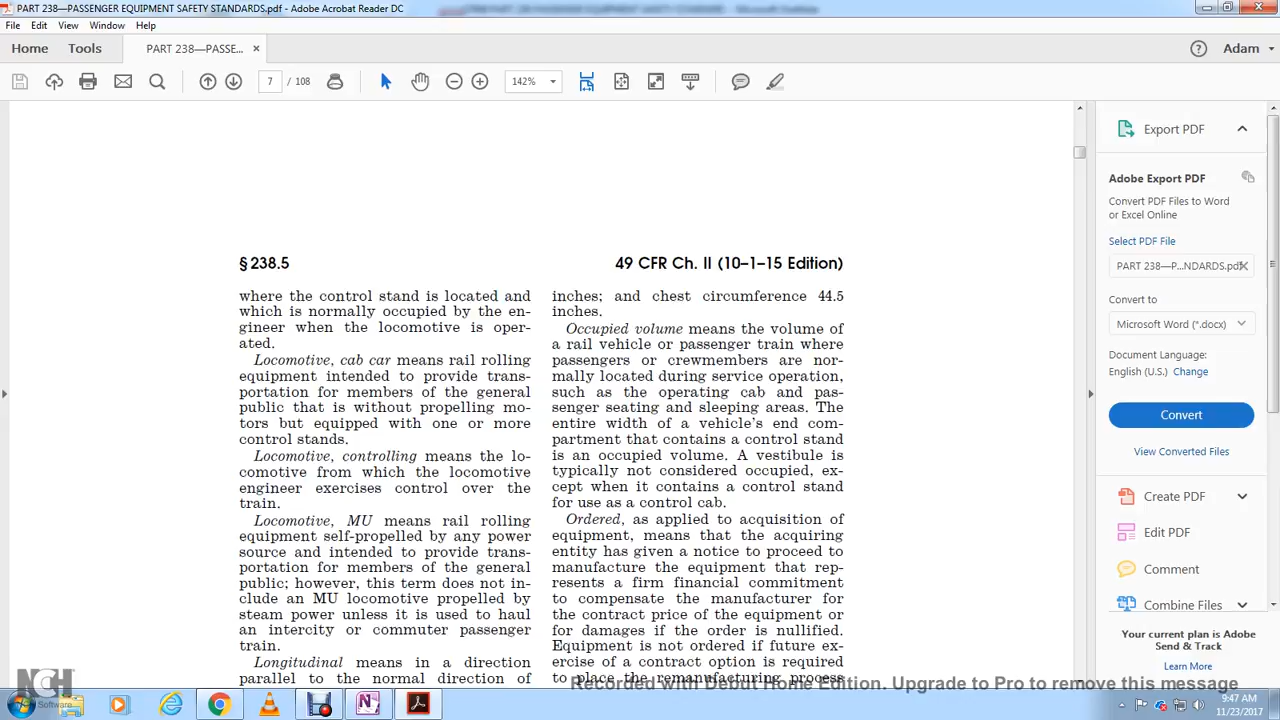 PART 238—PASSENGER EQUIPMENT SAFETY STANDARDS.pdf - Adobe Acrobat Reader DC
File Edit View Window Help
Home Tools PART 238—PASSE... × Adam
7 / 108 142%
§ 238.5
49 CFR Ch. II (10–1–15 Edition)
where the control stand is located and
which is normally occupied by the en-
gineer when the locomotive is oper-
ated.
Locomotive, cab car means rail rolling
equipment intended to provide trans-
portation for members of the general
public that is without propelling mo-
tors but equipped with one or more
control stands.
Locomotive, controlling means the lo-
comotive from which the locomotive
engineer exercises control over the
train.
Locomotive, MU means rail rolling
equipment self-propelled by any power
source and intended to provide trans-
portation for members of the general
public; however, this term does not in-
clude an MU locomotive propelled by
steam power unless it is used to haul
an intercity or commuter passenger
train.
Longitudinal means in a direction
parallel to the normal direction of
inches; and chest circumference 44.5
inches.
Occupied volume means the volume of
a rail vehicle or passenger train where
passengers or crewmembers are nor-
mally located during service operation,
such as the operating cab and pas-
senger seating and sleeping areas. The
entire width of a vehicle's end com-
partment that contains a control stand
is an occupied volume. A vestibule is
typically not considered occupied, ex-
cept when it contains a control stand
for use as a control cab.
Ordered, as applied to acquisition of
equipment, means that the acquiring
entity has given a notice to proceed to
manufacture the equipment that rep-
resents a firm financial commitment
to compensate the manufacturer for
the contract price of the equipment or
for damages if the order is nullified.
Equipment is not ordered if future ex-
ercise of a contract option is required
to place the remanufacturing process
Export PDF
Adobe Export PDF
Convert PDF Files to Word
or Excel Online
Select PDF File
PART 238—P...NDARDS.pdf
Convert to
Microsoft Word (*.docx)
Document Language:
English (U.S.) Change
Convert
View Converted Files
Create PDF
Edit PDF
Comment
Combine Files
Your current plan is Adobe
Send & Track
Learn More
NCH Software
Recorded with Debut Home Edition. Upgrade to Pro to remove this message
9:47 AM
11/23/2017